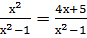 x²/(x²−1) = (4x+5)/(x²−1)